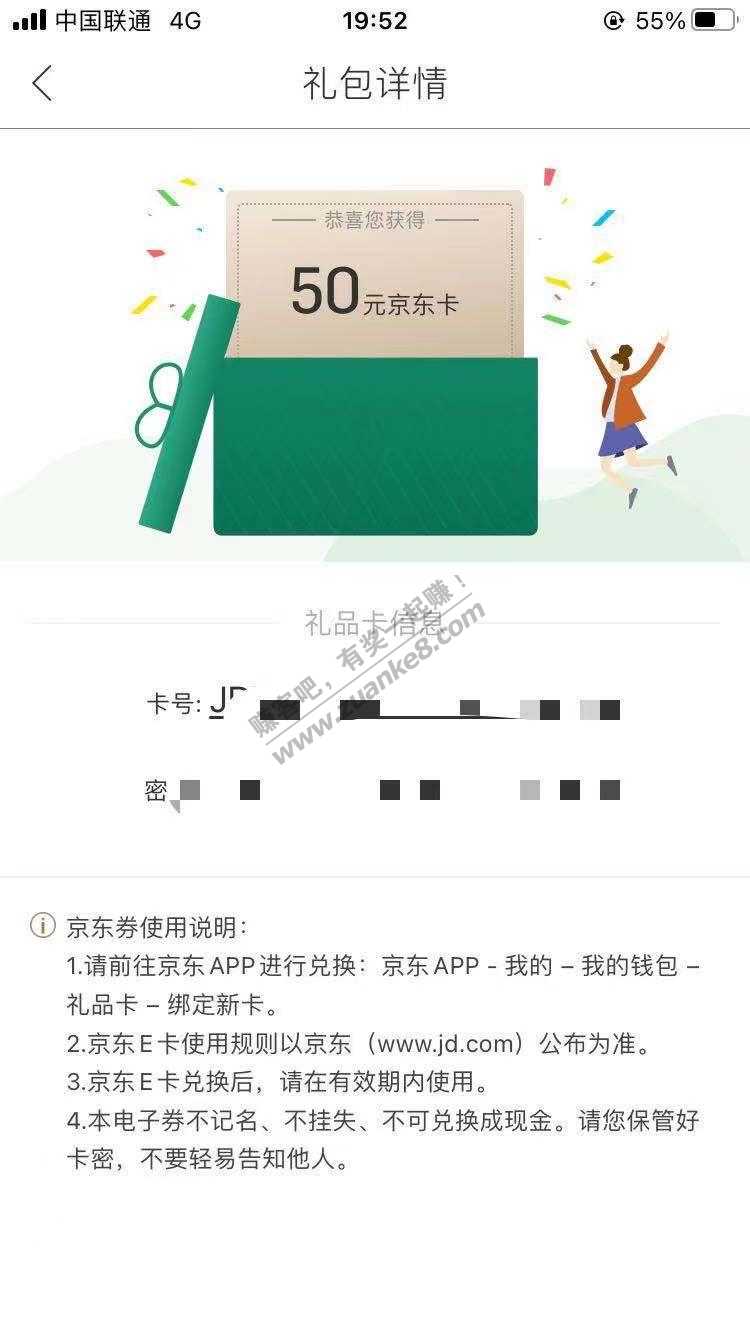 中国联通 4G 19:52 55%
礼包详情
恭喜您获得
50元京东卡
礼品卡信息
赚客吧，有奖一起赚！
www.zuanke8.com
卡号: J
密
京东券使用说明：
1.请前往京东APP进行兑换：京东APP - 我的 – 我的钱包 –
礼品卡 – 绑定新卡。
2.京东E卡使用规则以京东（www.jd.com）公布为准。
3.京东E卡兑换后，请在有效期内使用。
4.本电子券不记名、不挂失、不可兑换成现金。请您保管好
卡密，不要轻易告知他人。